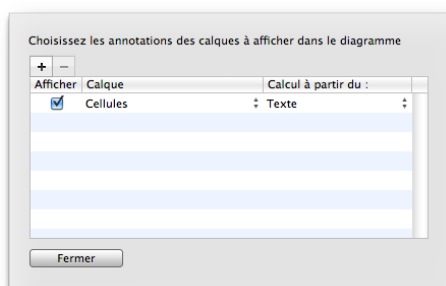 Choisissez les annotations des calques à afficher dans le diagramme
+ −
Afficher Calque Calcul à partir du :
Cellules Texte
Fermer